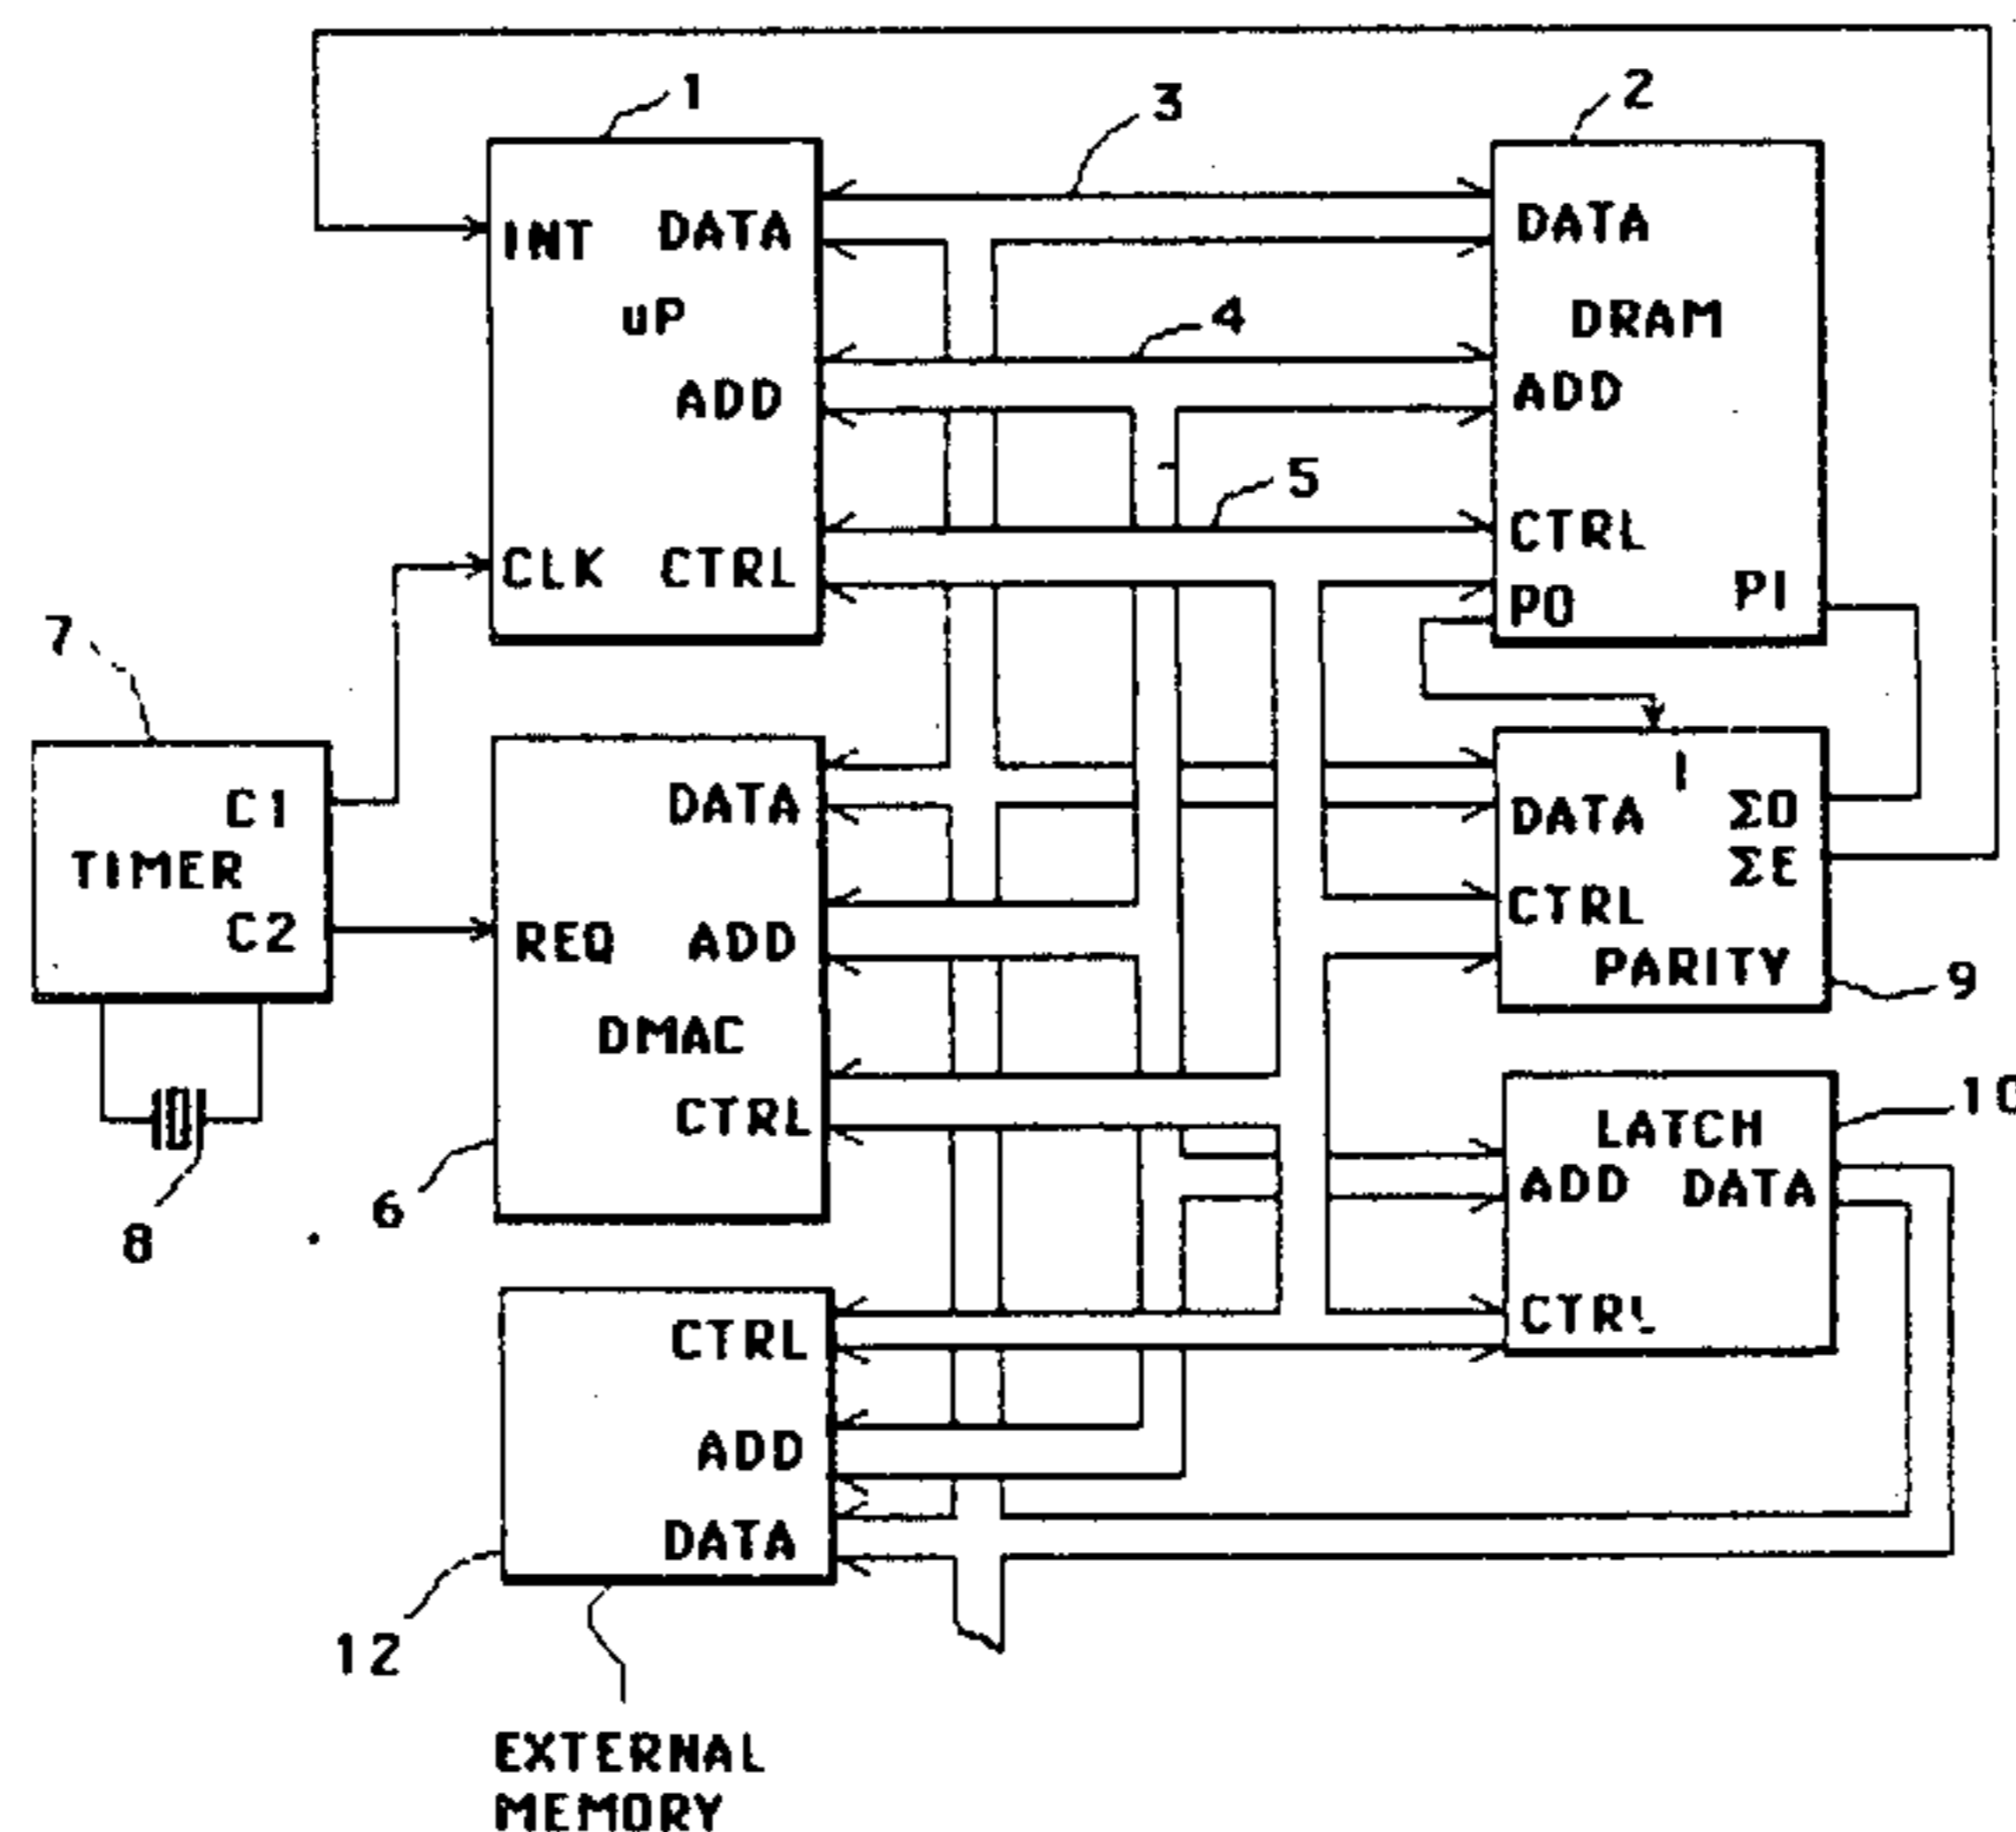 1
3
2
INT DATA
uP
ADD
CLK CTRL
4
5
DATA
DRAM
ADD
CTRL
PO PI
7
C1
TIMER
C2
8
DATA
REQ ADD
DMAC
CTRL
6
I
DATA ΣO
ΣE
CTRL
PARITY
9
LATCH
ADD DATA
CTRL
10
CTRL
ADD
DATA
12
EXTERNAL
MEMORY